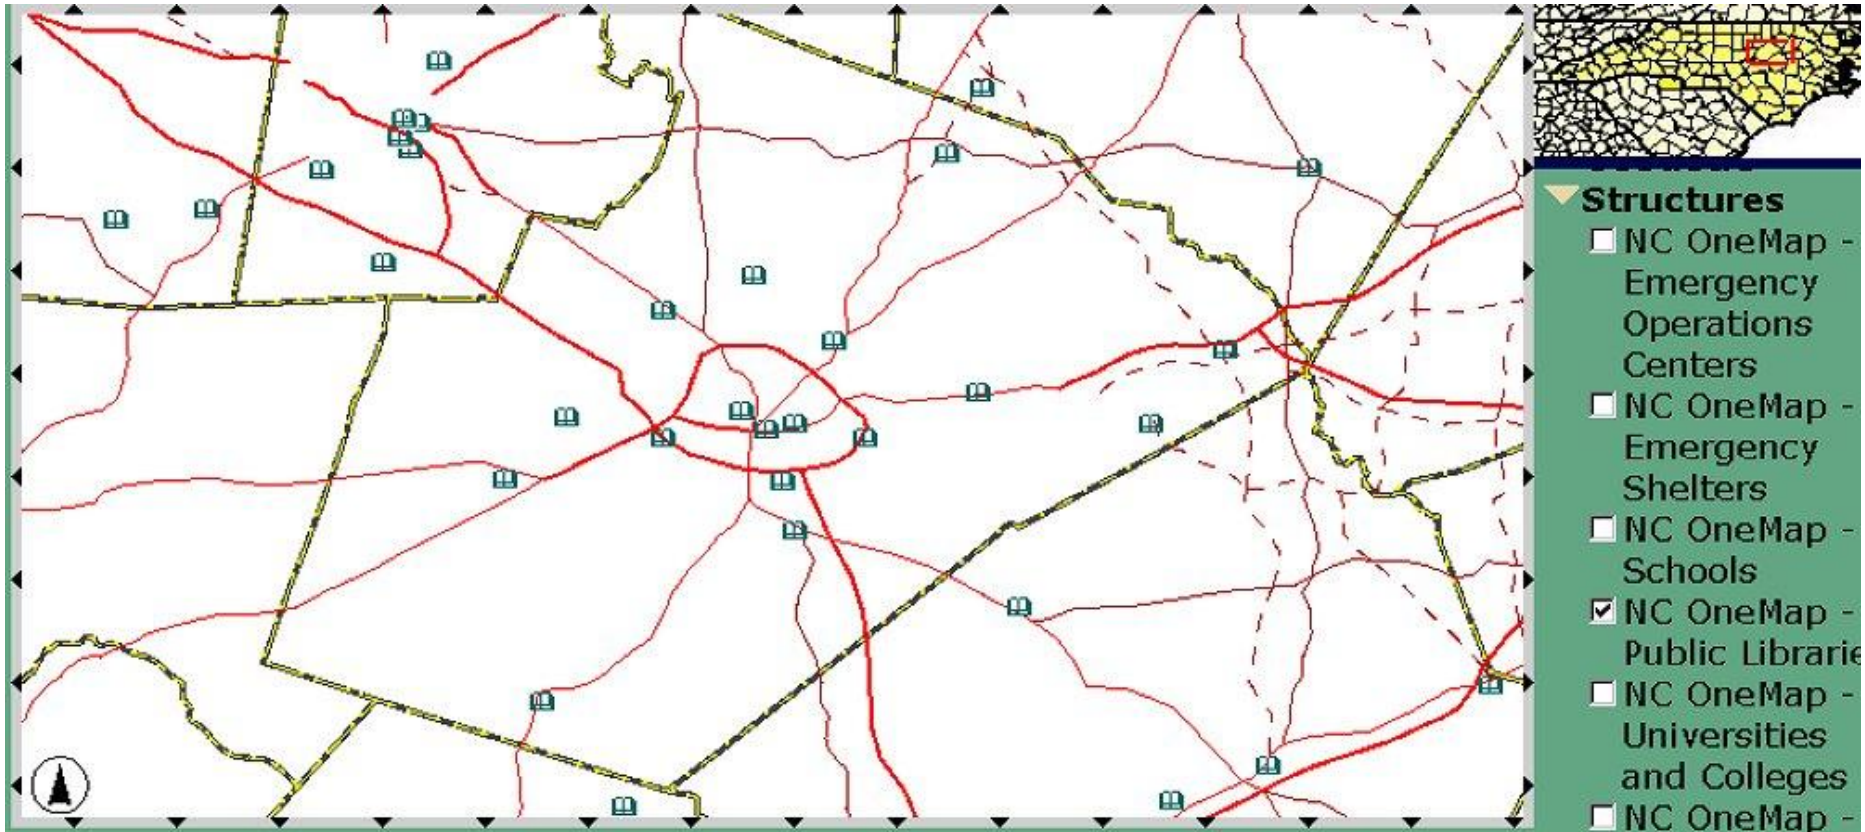 Structures
NC OneMap -
Emergency
Operations
Centers
NC OneMap -
Emergency
Shelters
NC OneMap -
Schools
NC OneMap -
Public Librarie
NC OneMap -
Universities
and Colleges
NC OneMap -